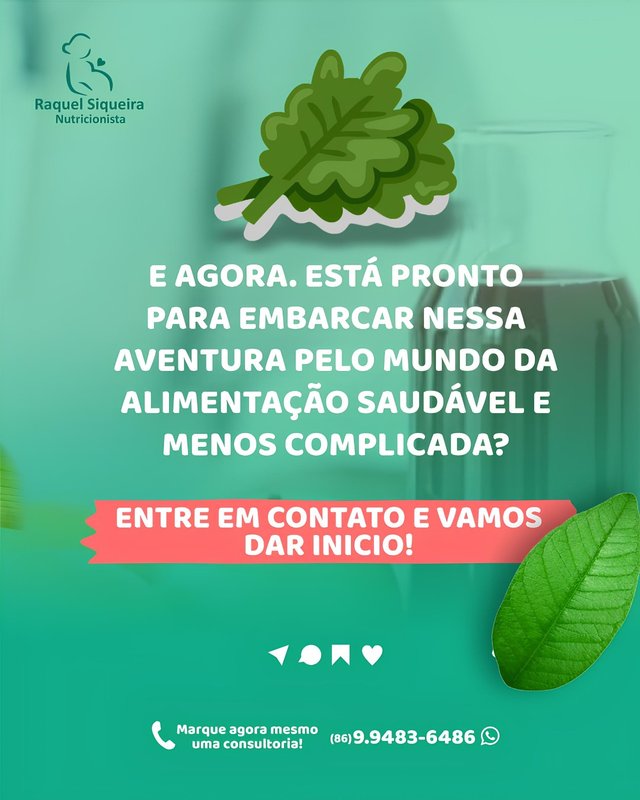 Raquel Siqueira
Nutricionista
E AGORA. ESTÁ PRONTO
PARA EMBARCAR NESSA
AVENTURA PELO MUNDO DA
ALIMENTAÇÃO SAUDÁVEL E
MENOS COMPLICADA?
ENTRE EM CONTATO E VAMOS
DAR INICIO!
Marque agora mesmo
uma consultoria!
(86)9.9483-6486